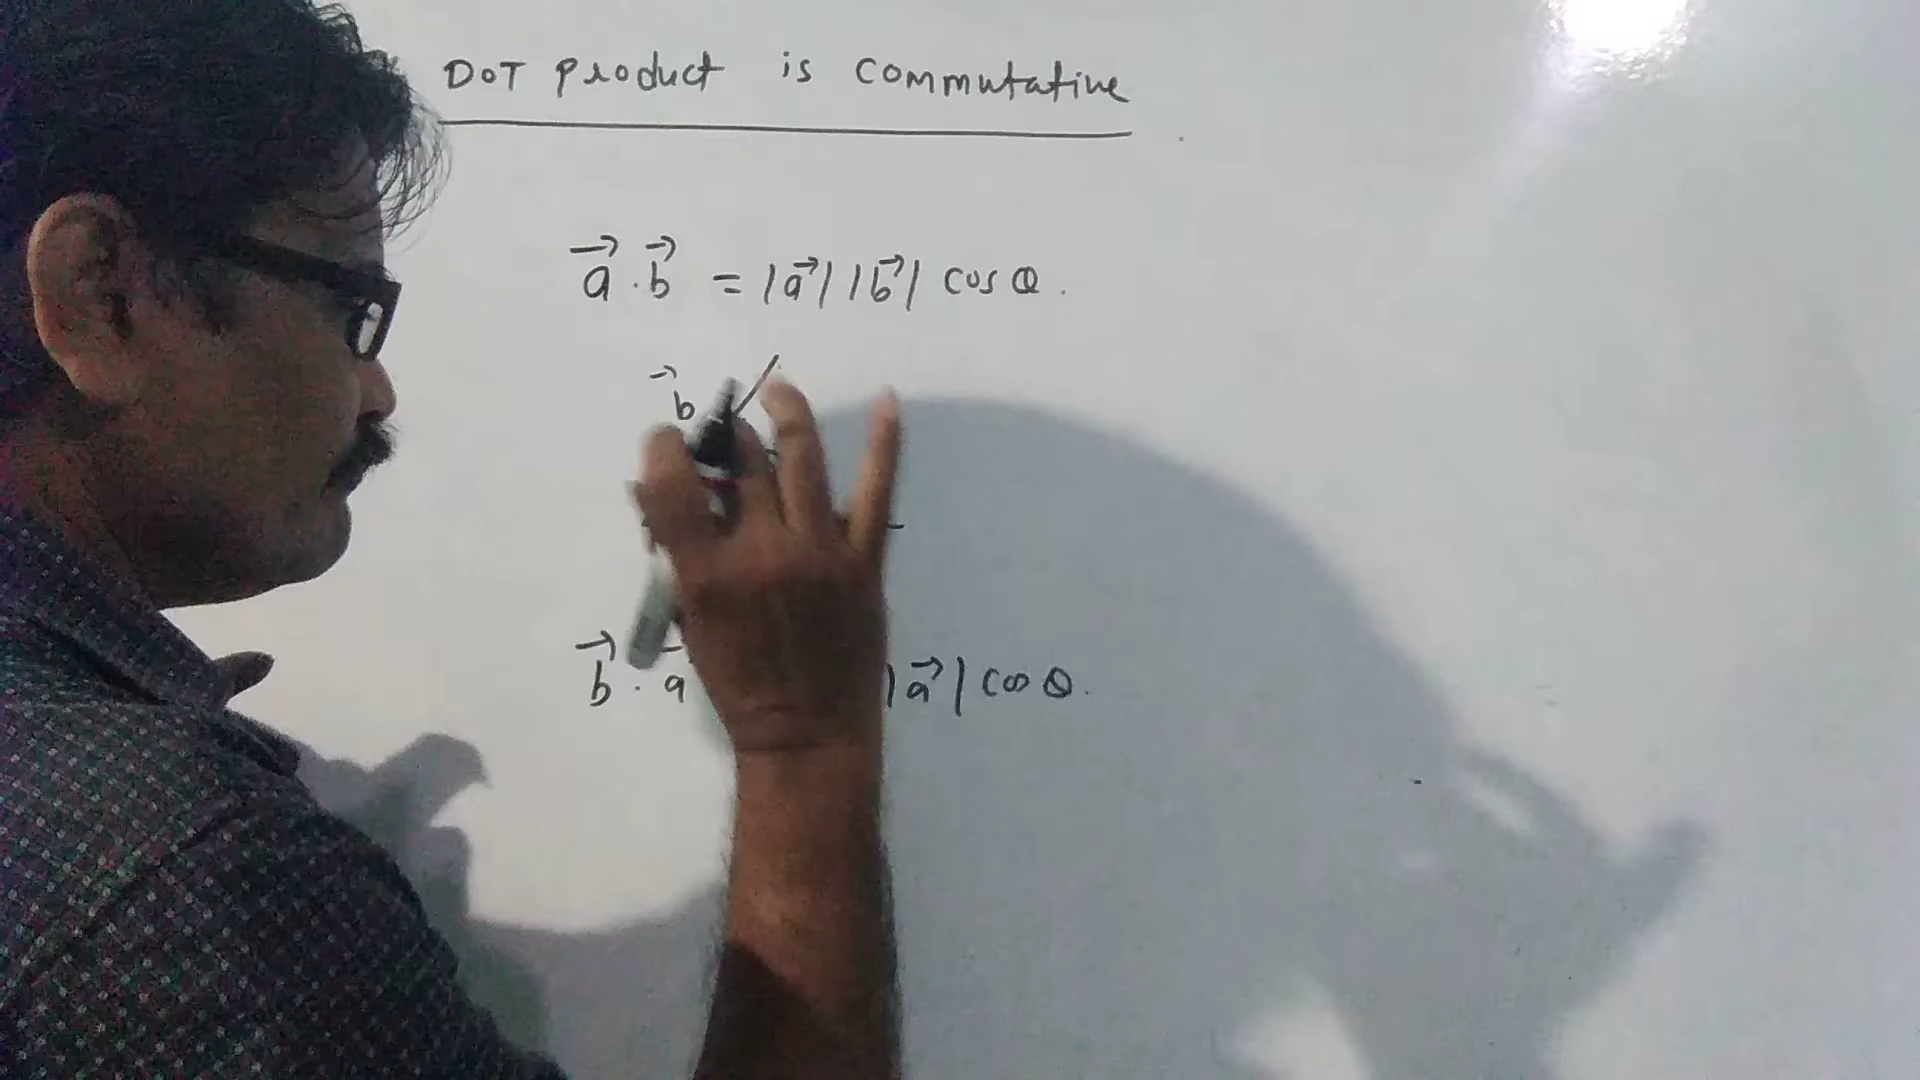 DOT product is commutative
a⃗ . b⃗ = |a⃗| |b⃗| cos θ.
b⃗
b⃗ . a |a⃗| cos θ.